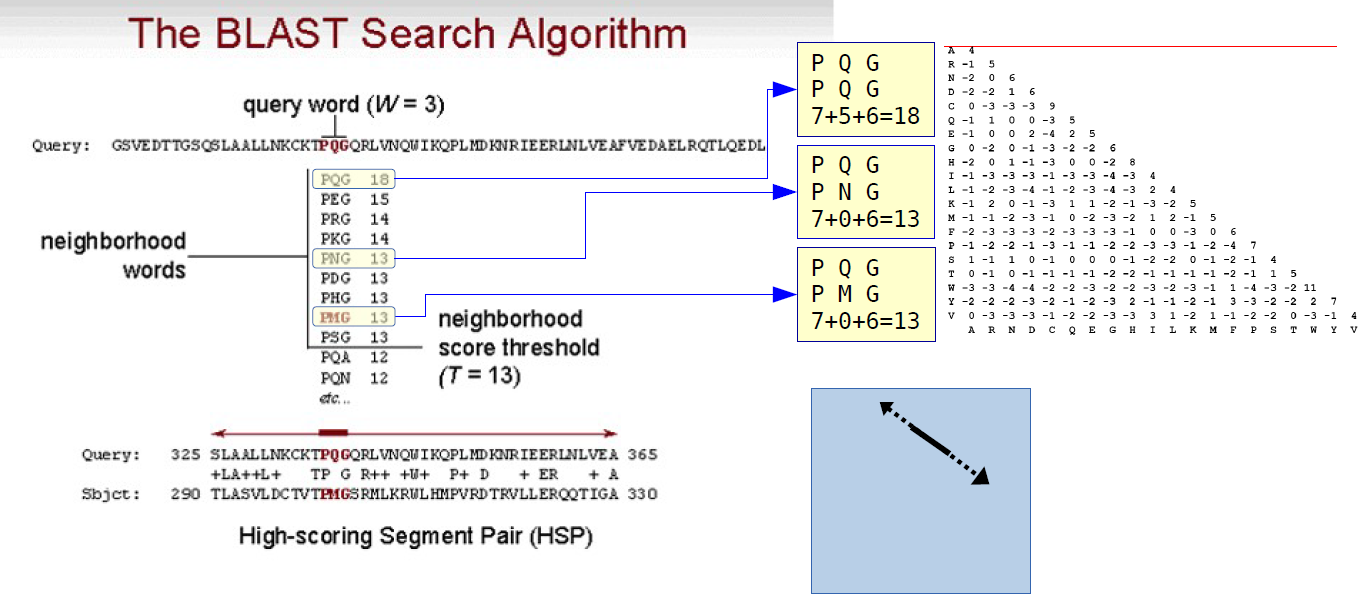 The BLAST Search Algorithm
query word (W = 3)
Query: GSVEDTTGSQSLAALLNKCKTPQGQRLVNQWIKQPLMDKNRIEERLNLVEAFVEDAELRQTLQEDL
PQG 18
PEG 15
PRG 14
PKG 14
PNG 13
PDG 13
PHG 13
PMG 13
PSG 13
PQA 12
PQN 12
etc...
neighborhood
words
neighborhood
score threshold
(T = 13)
Query: 325 SLAALLNKCKTPQGQRLVNQWIKQPLMDKNRIEERLNLVEA 365
+LA++L+ TP G R++ +W+ P+ D + ER + A
Sbjct: 290 TLASVLDCTVTPMGSRMLKRWLHMPVRDTRVLLERQQTIGA 330
High-scoring Segment Pair (HSP)
P Q G
P Q G
7+5+6=18
P Q G
P N G
7+0+6=13
P Q G
P M G
7+0+6=13
A 4
R -1 5
N -2 0 6
D -2 -2 1 6
C 0 -3 -3 -3 9
Q -1 1 0 0 -3 5
E -1 0 0 2 -4 2 5
G 0 -2 0 -1 -3 -2 -2 6
H -2 0 1 -1 -3 0 0 -2 8
I -1 -3 -3 -3 -1 -3 -3 -4 -3 4
L -1 -2 -3 -4 -1 -2 -3 -4 -3 2 4
K -1 2 0 -1 -3 1 1 -2 -1 -3 -2 5
M -1 -1 -2 -3 -1 0 -2 -3 -2 1 2 -1 5
F -2 -3 -3 -3 -2 -3 -3 -3 -1 0 0 -3 0 6
P -1 -2 -2 -1 -3 -1 -1 -2 -2 -3 -3 -1 -2 -4 7
S 1 -1 1 0 -1 0 0 0 -1 -2 -2 0 -1 -2 -1 4
T 0 -1 0 -1 -1 -1 -1 -2 -2 -1 -1 -1 -1 -2 -1 1 5
W -3 -3 -4 -4 -2 -2 -3 -2 -2 -3 -2 -3 -1 1 -4 -3 -2 11
Y -2 -2 -2 -3 -2 -1 -2 -3 2 -1 -1 -2 -1 3 -3 -2 -2 2 7
V 0 -3 -3 -3 -1 -2 -2 -3 -3 3 1 -2 1 -1 -2 -2 0 -3 -1 4
A R N D C Q E G H I L K M F P S T W Y V